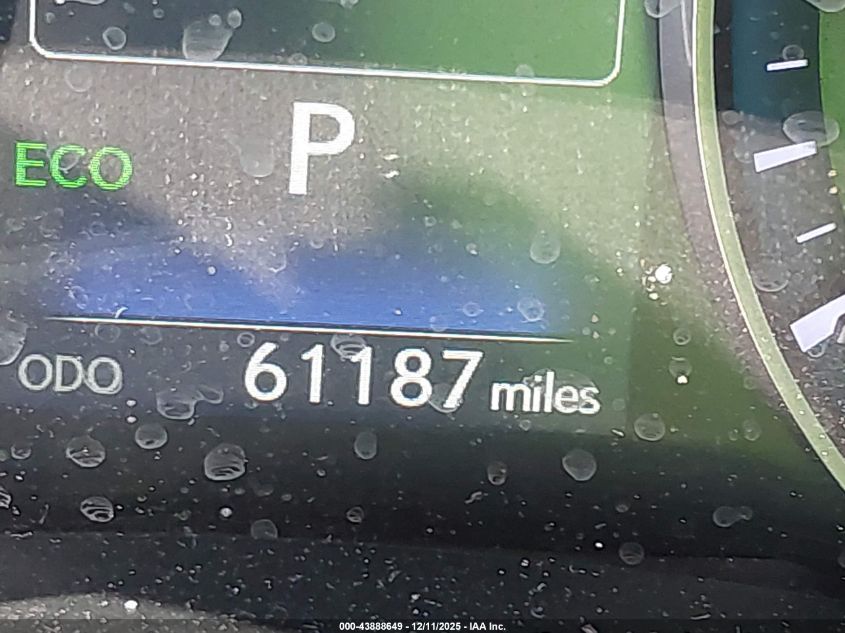 P
ECO
ODO 61187 miles
000-43888649 - 12/11/2025 - IAA Inc.